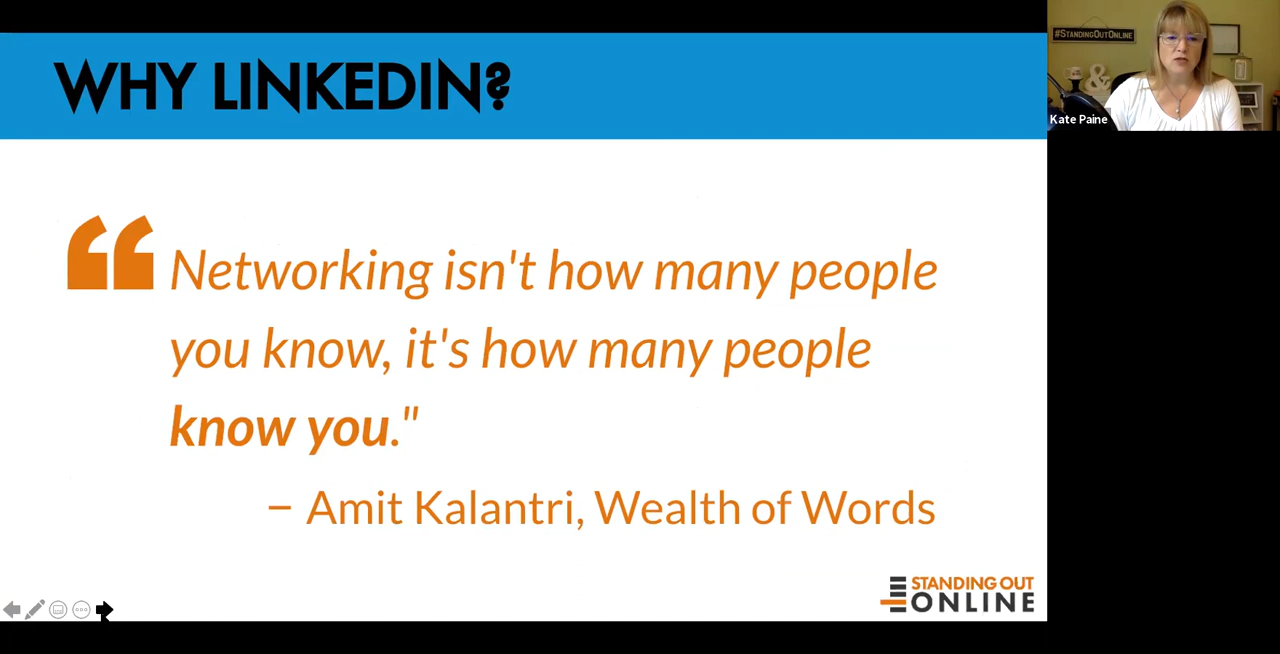 WHY LINKEDIN?
#STANDINGOUTONLINE
&
Kate Paine
“Networking isn't how many people
you know, it's how many people
know you."
– Amit Kalantri, Wealth of Words
STANDING OUT
ONLINE